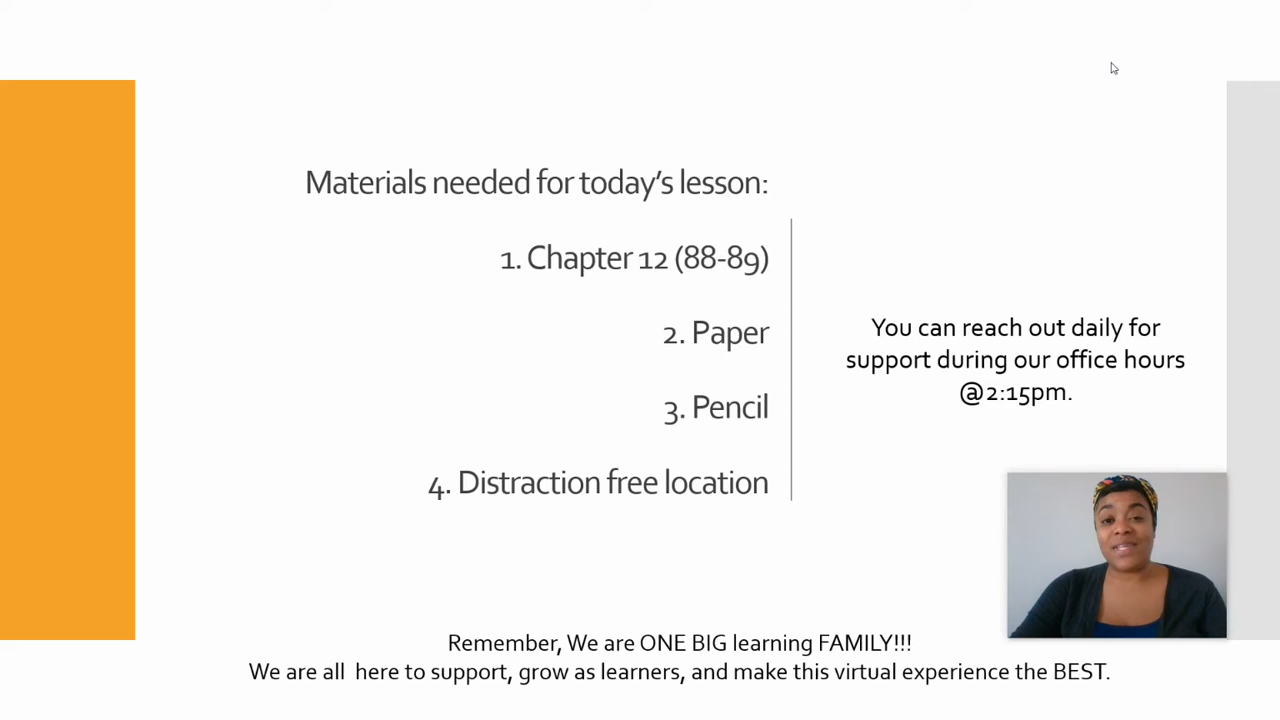 Materials needed for today's lesson:
1. Chapter 12 (88-89)
2. Paper
3. Pencil
4. Distraction free location
You can reach out daily for
support during our office hours
@2:15pm.
Remember, We are ONE BIG learning FAMILY!!!
We are all  here to support, grow as learners, and make this virtual experience the BEST.